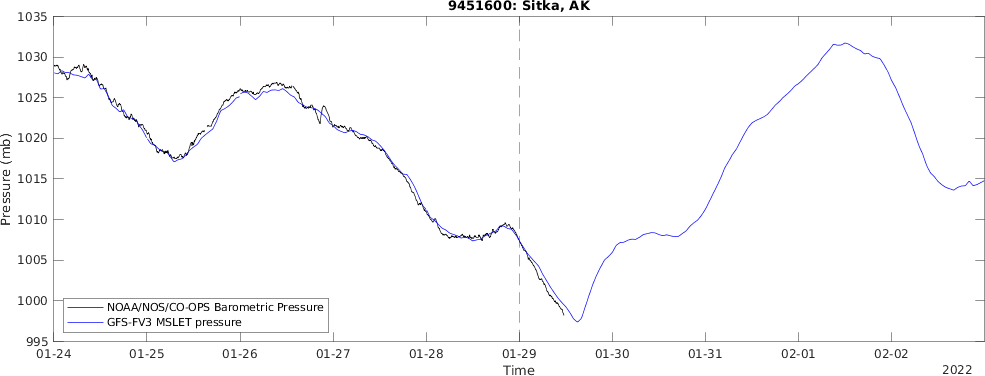 9451600: Sitka, AK
1035
1030
1025
1020
1015
1010
1005
1000
995
Pressure (mb)
NOAA/NOS/CO-OPS Barometric Pressure
GFS-FV3 MSLET pressure
01-24 01-25 01-26 01-27 01-28 01-29 01-30 01-31 02-01 02-02
Time
2022